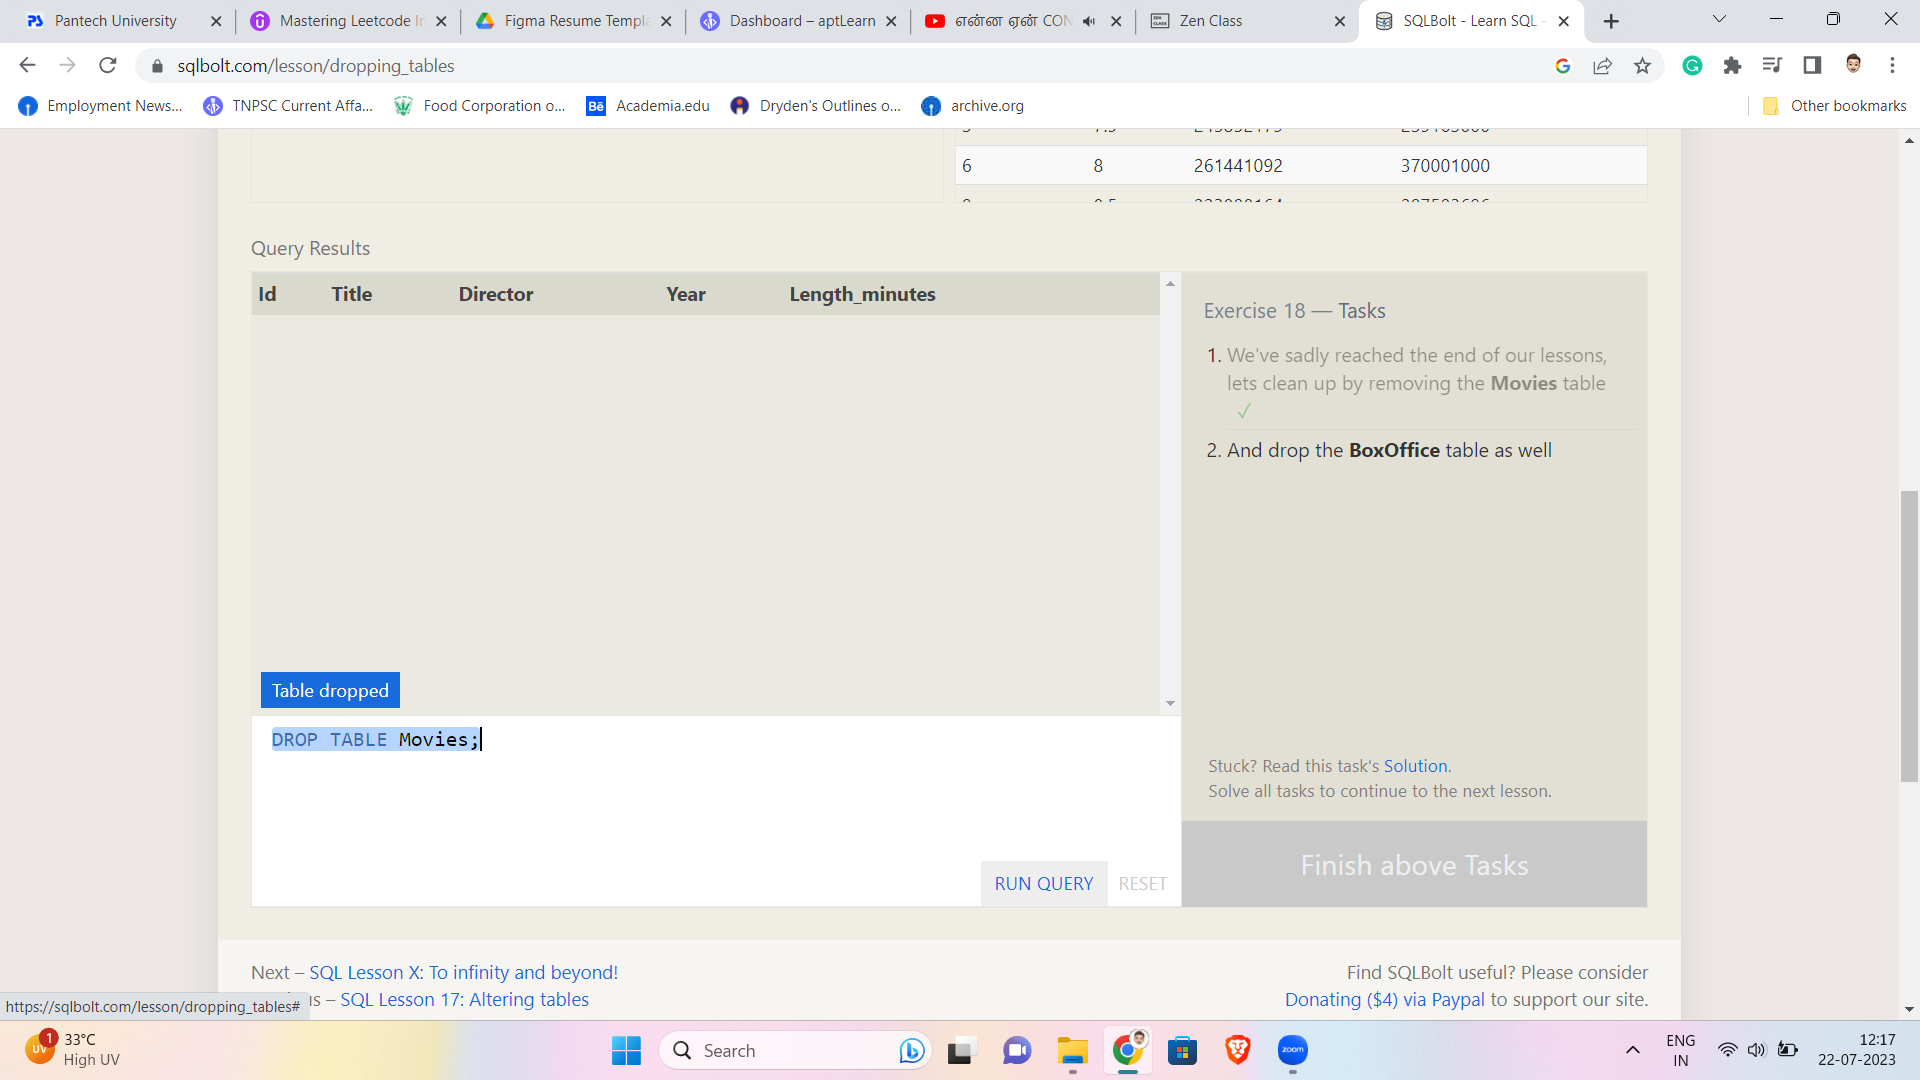 Pantech University
Mastering Leetcode In
Figma Resume Templa
Dashboard – aptLearn
என்ன ஏன் CON
Zen Class
SQLBolt - Learn SQL -
sqlbolt.com/lesson/dropping_tables
Employment News...
TNPSC Current Affa...
Food Corporation o...
Academia.edu
Dryden's Outlines o...
archive.org
Other bookmarks
6 8 261441092 370001000
Query Results
Id Title Director Year Length_minutes
Table dropped
DROP TABLE Movies;
RUN QUERY RESET
Exercise 18 — Tasks
1. We've sadly reached the end of our lessons,
lets clean up by removing the Movies table
✓
2. And drop the BoxOffice table as well
Stuck? Read this task's Solution.
Solve all tasks to continue to the next lesson.
Finish above Tasks
Next – SQL Lesson X: To infinity and beyond!
us – SQL Lesson 17: Altering tables
Find SQLBolt useful? Please consider
Donating ($4) via Paypal to support our site.
https://sqlbolt.com/lesson/dropping_tables#
UV
1
33°C
High UV
Search
zoom
ENG
IN
12:17
22-07-2023